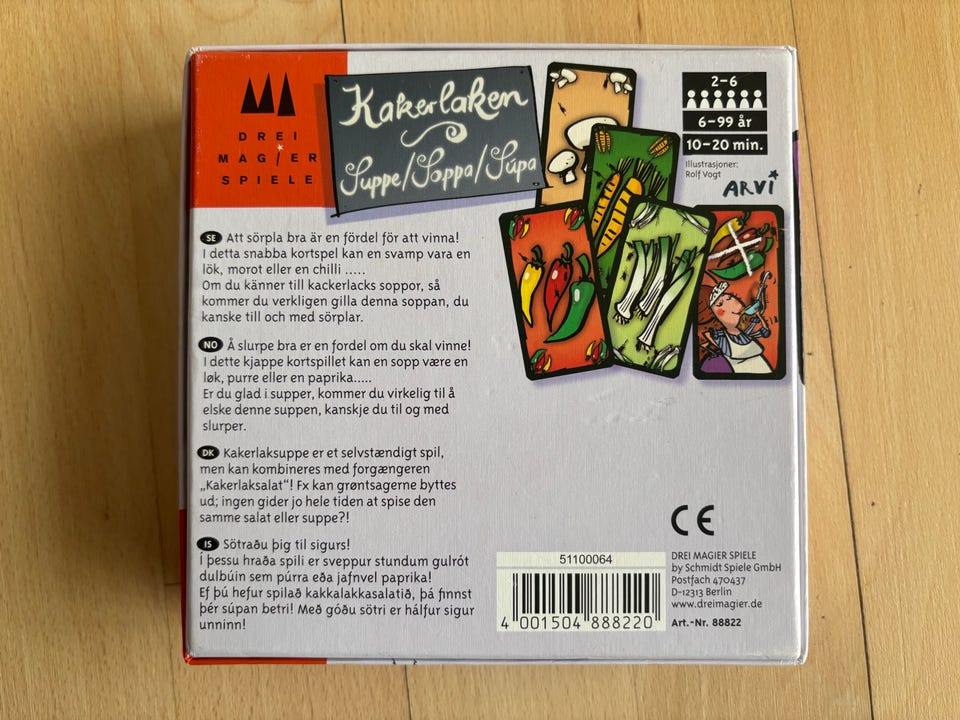 DREI
MAGIER
SPIELE
Kakerlaken
Suppe/Soppa/Súpa
2-6
6-99 år
10-20 min.
Illustrasjoner:
Rolf Vogt
ARVI
SE Att sörpla bra är en fördel för att vinna!
I detta snabba kortspel kan en svamp vara en
lök, morot eller en chilli .....
Om du känner till kackerlacks soppor, så
kommer du verkligen gilla denna soppan, du
kanske till och med sörplar.
NO Å slurpe bra er en fordel om du skal vinne!
I dette kjappe kortspillet kan en sopp være en
løk, purre eller en paprika.....
Er du glad i supper, kommer du virkelig til å
elske denne suppen, kanskje du til og med
slurper.
DK Kakerlaksuppe er et selvstændigt spil,
men kan kombineres med forgængeren
„Kakerlaksalat“! Fx kan grøntsagerne byttes
ud; ingen gider jo hele tiden at spise den
samme salat eller suppe?!
IS Sötraðu þig til sigurs!
Í þessu hraða spili er sveppur stundum gulrót
dulbúin sem púrra eða jafnvel paprika!
Ef þú hefur spilað kakkalakkasalatið, þá finnst
þér súpan betri! Með góðu sötri er hálfur sigur
unninn!
CE
51100064
4 001504 888220
DREI MAGIER SPIELE
by Schmidt Spiele GmbH
Postfach 470437
D-12313 Berlin
www.dreimagier.de
Art.-Nr. 88822